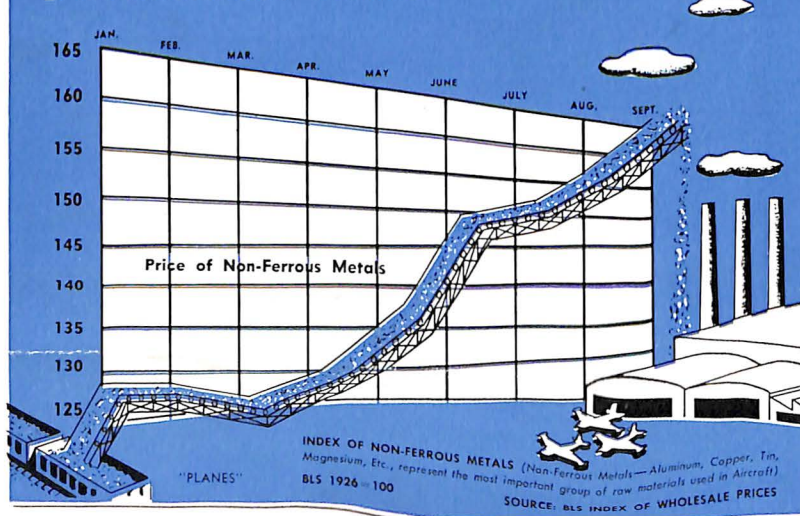 JAN.
FEB.
MAR.
APR.
MAY
JUNE
JULY
AUG.
SEPT.
165
160
155
150
145
140
135
130
125
Price of Non-Ferrous Metals
"PLANES"
INDEX OF NON-FERROUS METALS (Non-Ferrous Metals—Aluminum, Copper, Tin,
Magnesium, Etc., represent the most important group of raw materials used in Aircraft)
BLS 1926=100
SOURCE: BLS INDEX OF WHOLESALE PRICES